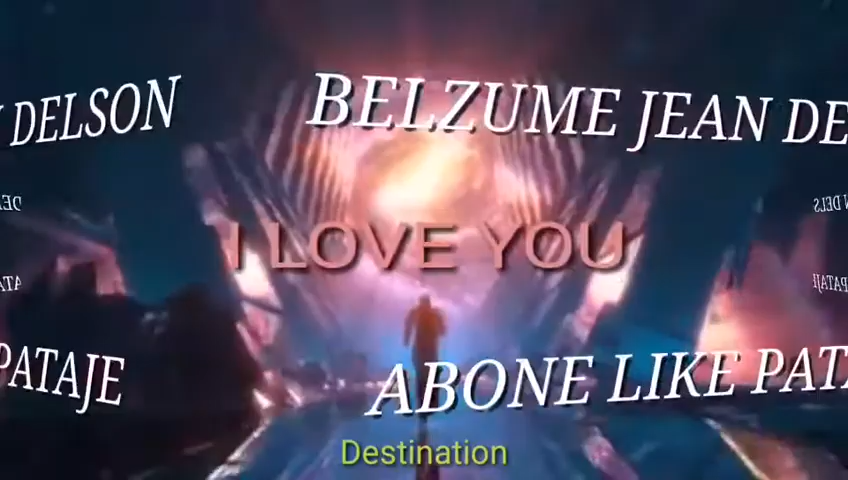 DELSON
BELZUME JEAN DE
I LOVE YOU
PATAJE
ABONE LIKE PATA
Destination